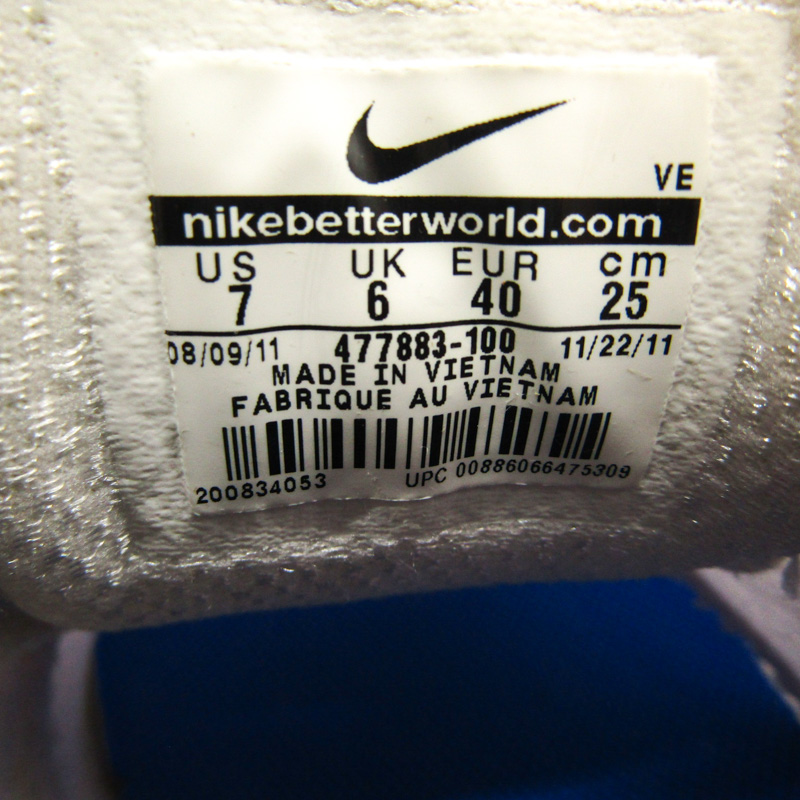 VE
nikebetterworld.com
US UK EUR cm
7 6 40 25
08/09/11 477883-100 11/22/11
MADE IN VIETNAM
FABRIQUE AU VIETNAM
200834053 UPC 00886066475309